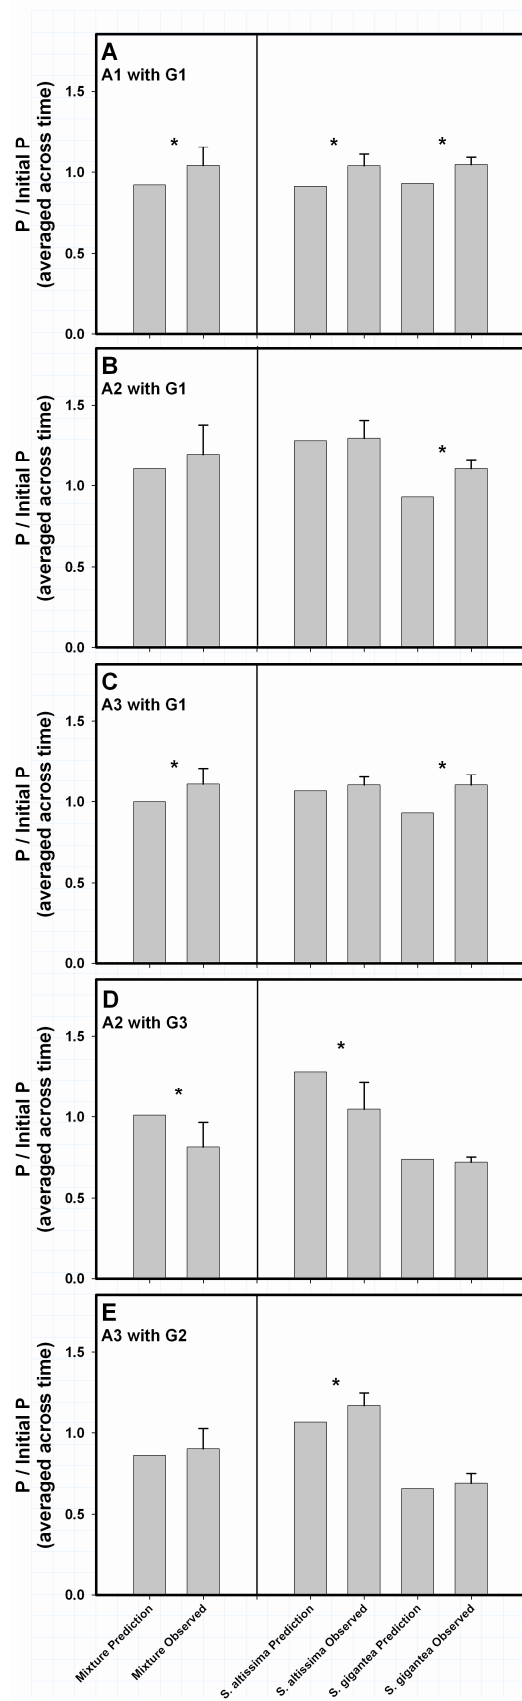 A
A1 with G1
P / Initial P
(averaged across time)
1.5
1.0
0.5
0.0
*
*
*
B
A2 with G1
P / Initial P
(averaged across time)
1.5
1.0
0.5
0.0
*
C
A3 with G1
P / Initial P
(averaged across time)
1.5
1.0
0.5
0.0
*
*
D
A2 with G3
P / Initial P
(averaged across time)
1.5
1.0
0.5
0.0
*
*
E
A3 with G2
P / Initial P
(averaged across time)
1.5
1.0
0.5
0.0
*
Mixture Prediction
Mixture Observed
S. altissima Prediction
S. altissima Observed
S. gigantea Prediction
S. gigantea Observed